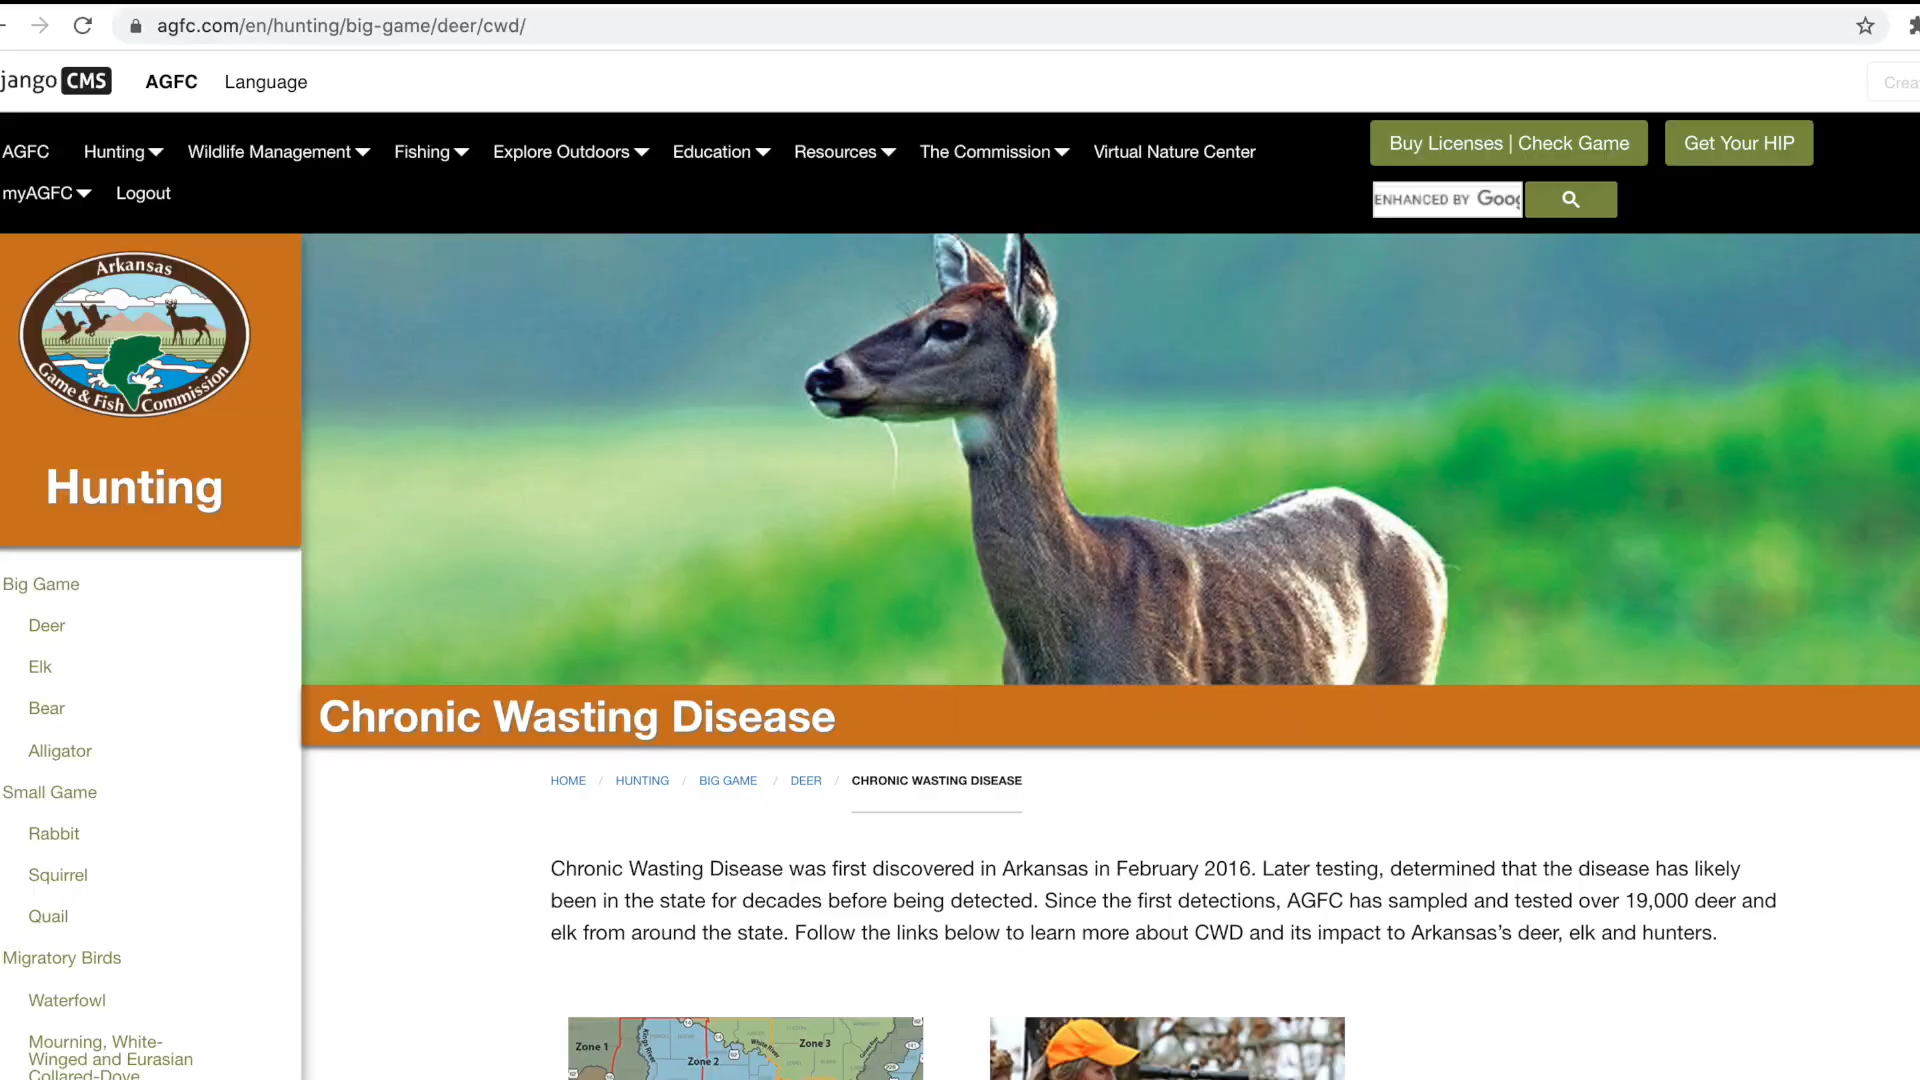 agfc.com/en/hunting/big-game/deer/cwd/
jango CMS AGFC Language
AGFC Hunting Wildlife Management Fishing Explore Outdoors Education Resources The Commission Virtual Nature Center
Buy Licenses | Check Game Get Your HIP
myAGFC Logout
ENHANCED BY Goog
Arkansas
Game & Fish Commission
Hunting
Big Game
Deer
Elk
Bear
Alligator
Small Game
Rabbit
Squirrel
Quail
Migratory Birds
Waterfowl
Mourning, White-
Winged and Eurasian
Collared-Dove
Chronic Wasting Disease
HOME / HUNTING / BIG GAME / DEER / CHRONIC WASTING DISEASE
Chronic Wasting Disease was first discovered in Arkansas in February 2016. Later testing, determined that the disease has likely
been in the state for decades before being detected. Since the first detections, AGFC has sampled and tested over 19,000 deer and
elk from around the state. Follow the links below to learn more about CWD and its impact to Arkansas’s deer, elk and hunters.
Zone 1
Kings River
Zone 2
White River
Zone 3